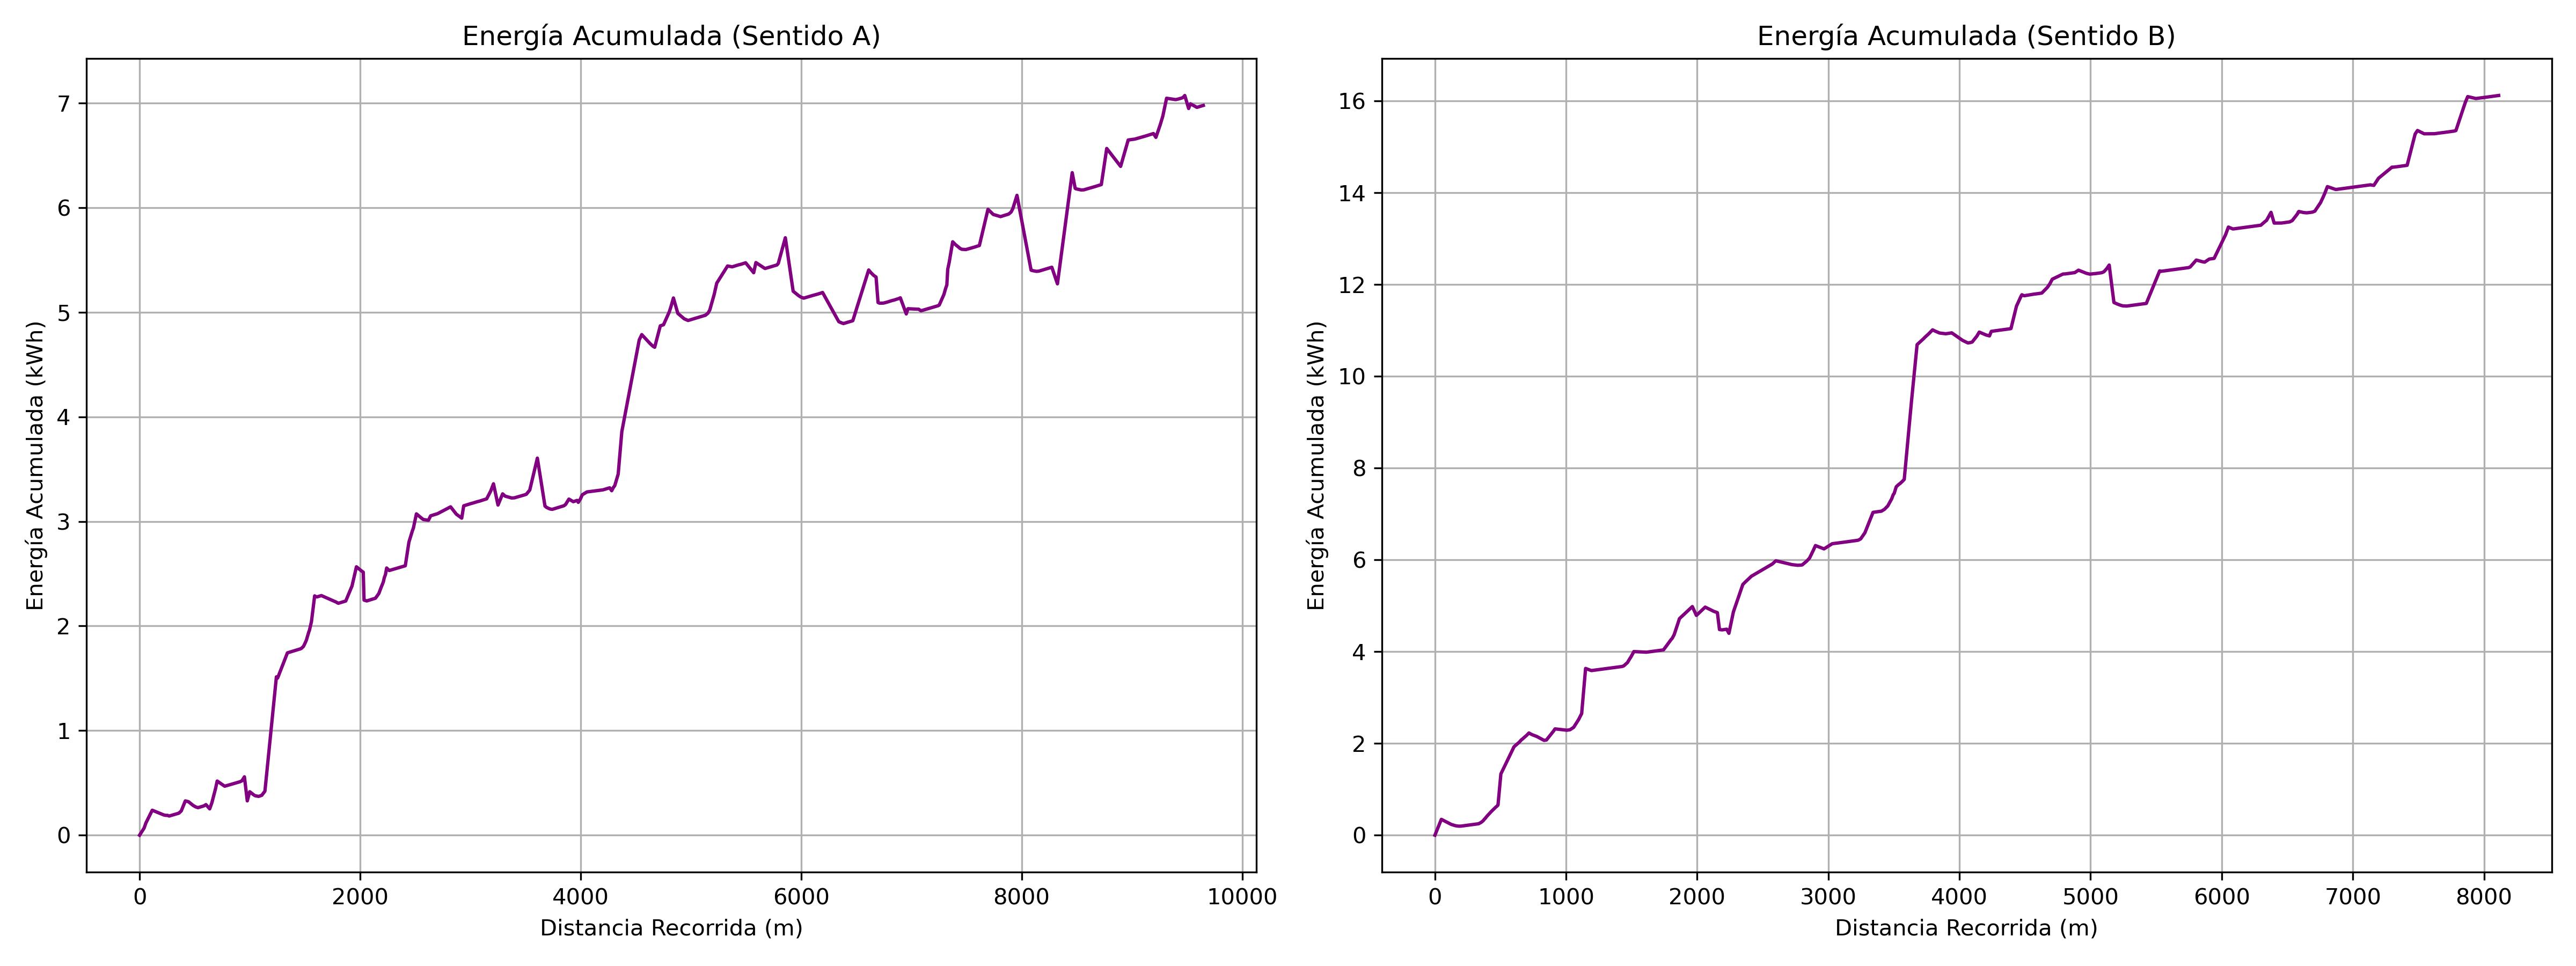 Energía Acumulada (Sentido A)
Energía Acumulada (kWh)
7
6
5
4
3
2
1
0
0 2000 4000 6000 8000 10000
Distancia Recorrida (m)
Energía Acumulada (Sentido B)
Energía Acumulada (kWh)
16
14
12
10
8
6
4
2
0
0 1000 2000 3000 4000 5000 6000 7000 8000
Distancia Recorrida (m)